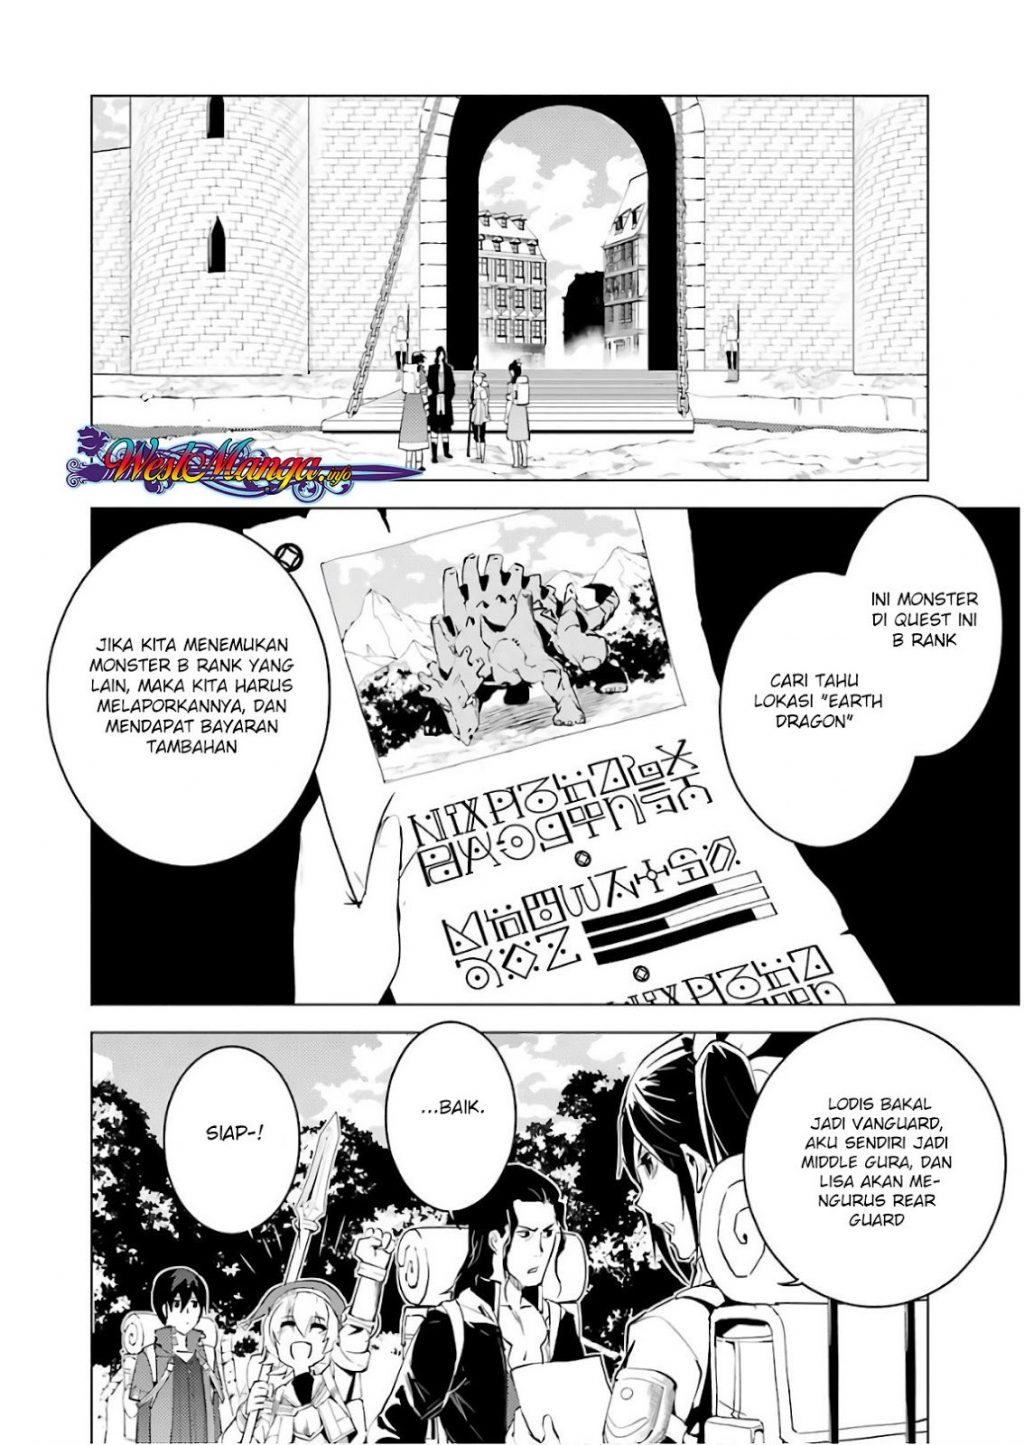 WestManga.info
INI MONSTER
DI QUEST INI
B RANK
CARI TAHU
LOKASI "EARTH
DRAGON"
JIKA KITA MENEMUKAN
MONSTER B RANK YANG
LAIN, MAKA KITA HARUS
MELAPORKANNYA, DAN
MENDAPAT BAYARAN
TAMBAHAN
LODIS BAKAL
JADI VANGUARD,
AKU SENDIRI JADI
MIDDLE GURA, DAN
LISA AKAN ME-
NGURUS REAR
GUARD
...BAIK.
SIAP~!